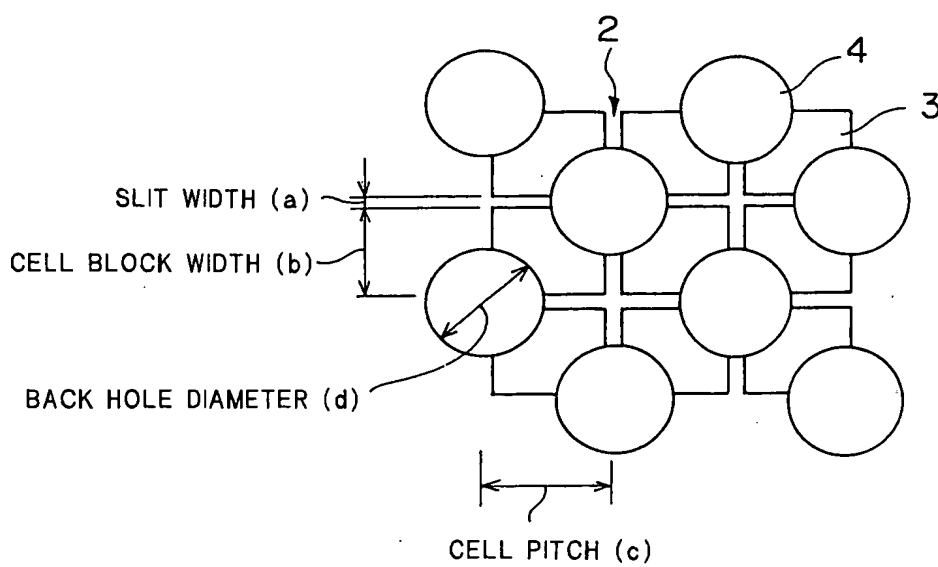 2
4
3
SLIT WIDTH (a)
CELL BLOCK WIDTH (b)
BACK HOLE DIAMETER (d)
CELL PITCH (c)